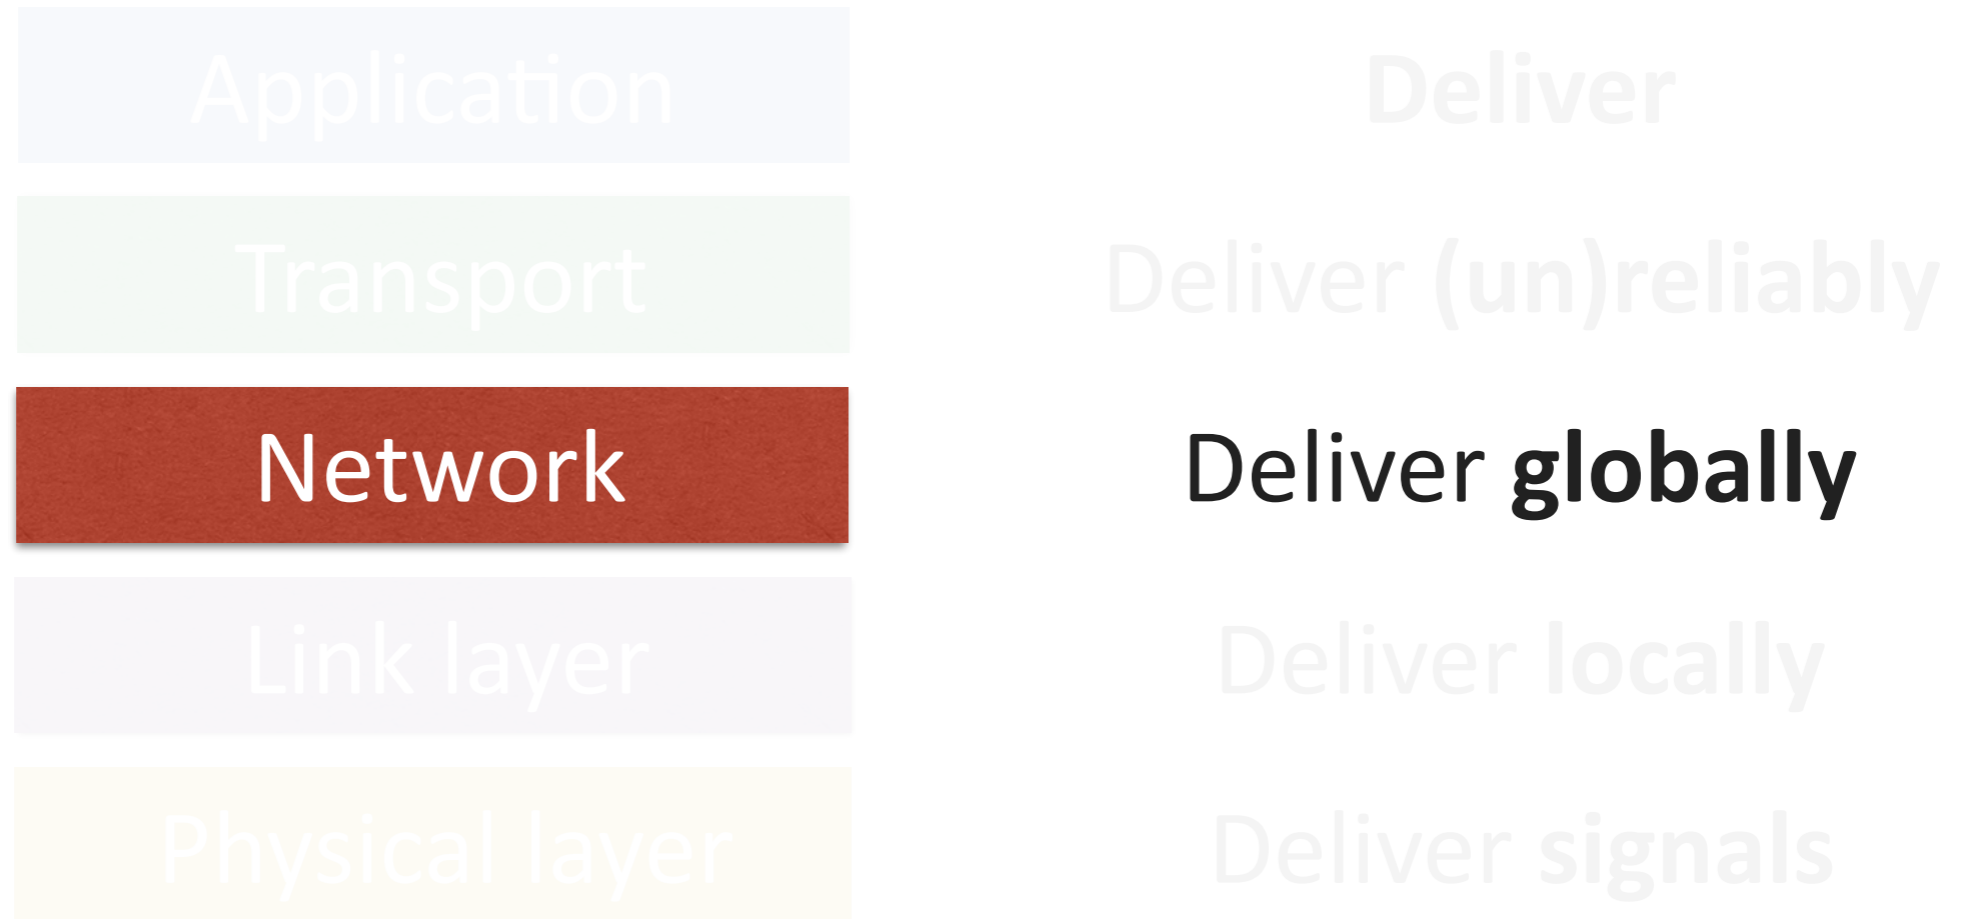 Application
Deliver
Transport
Deliver (un)reliably
Network
Deliver globally
Link layer
Deliver locally
Physical layer
Deliver signals